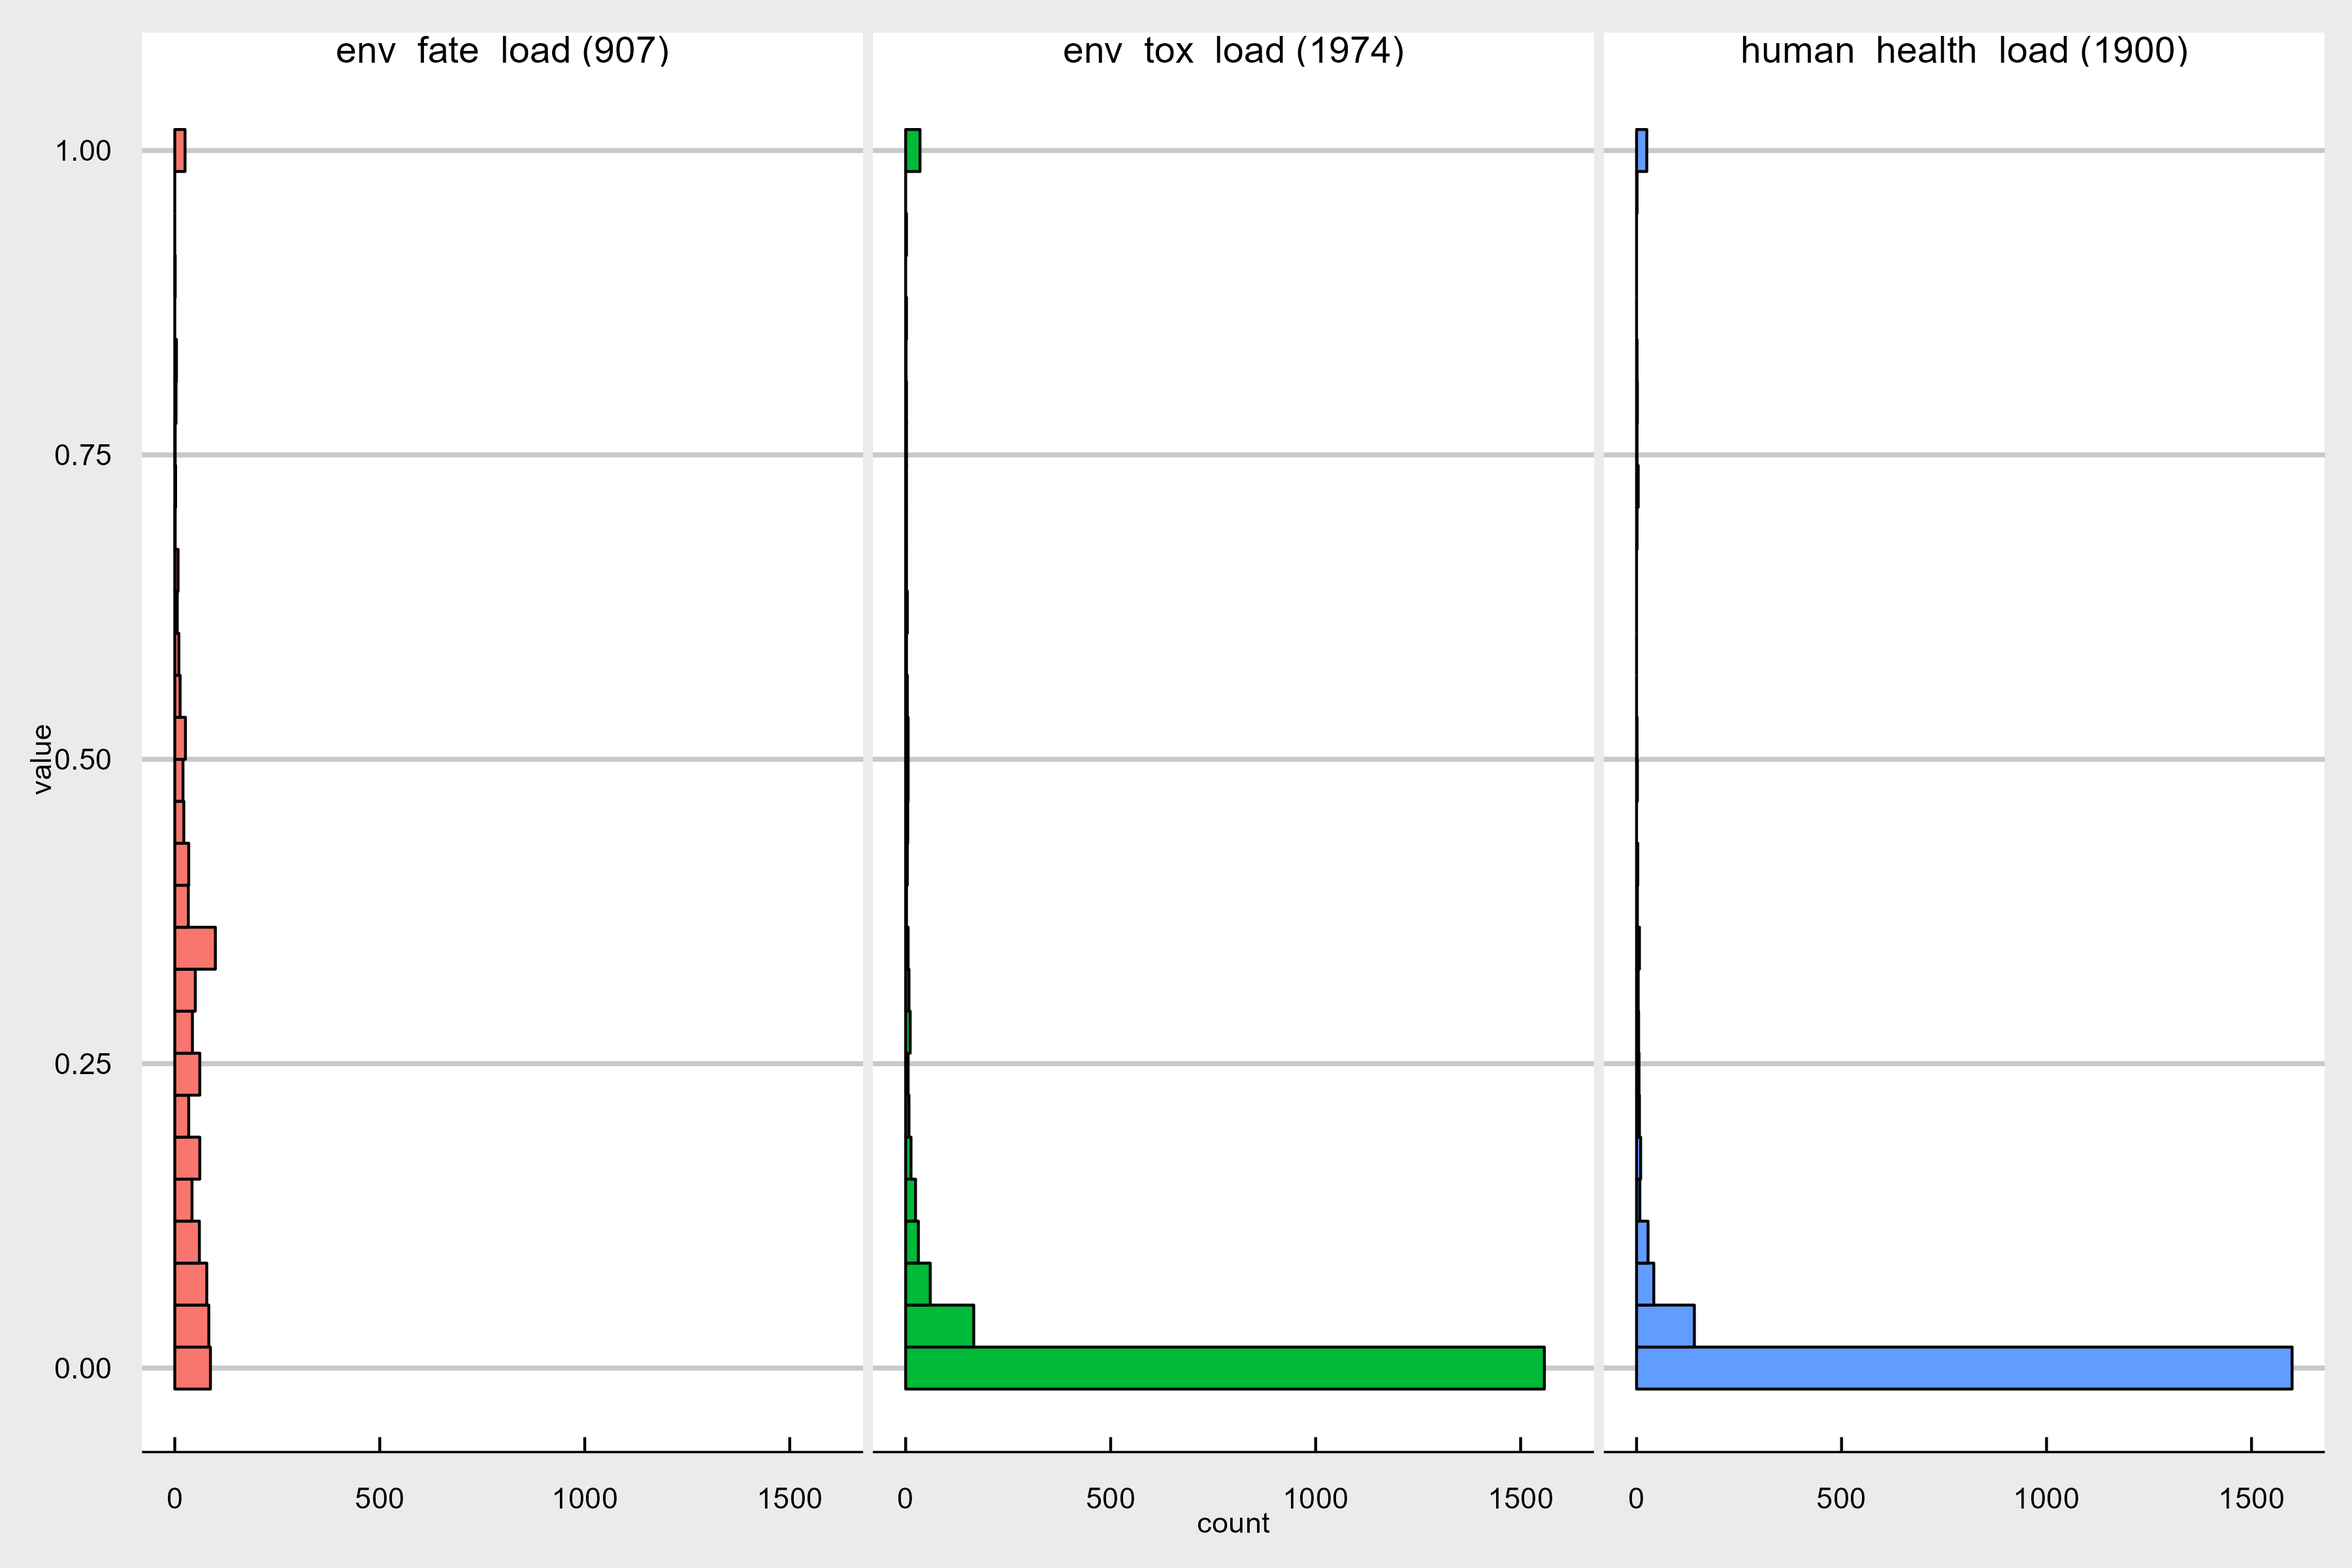 env fate load (907)
env tox load (1974)
human health load (1900)
1.00
0.75
0.50
0.25
0.00
value
0 500 1000 1500
0 500 1000 1500
0 500 1000 1500
count